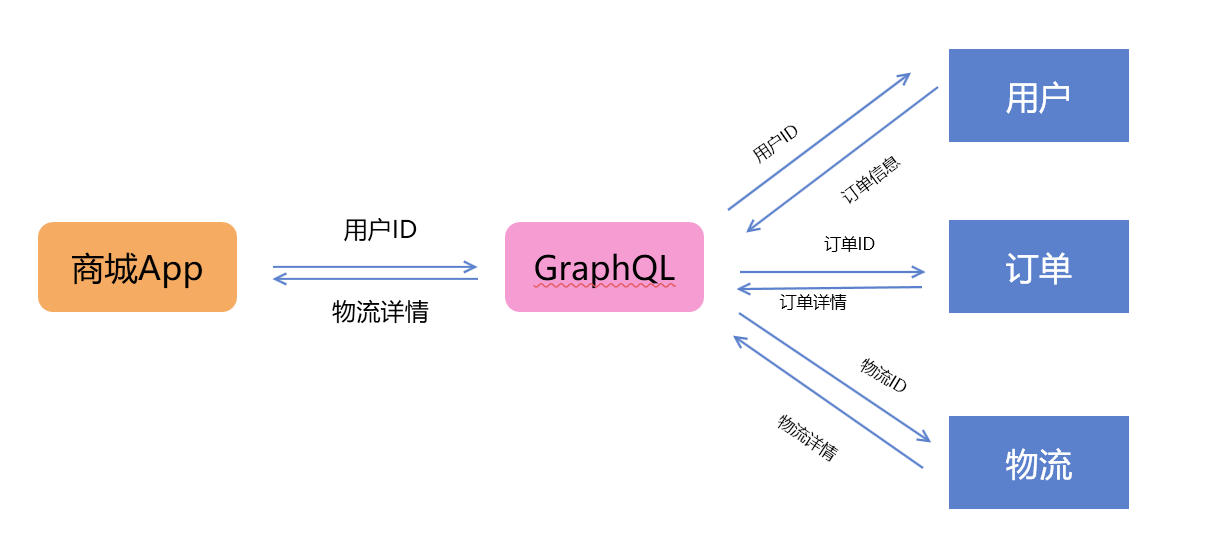 商城App
用户ID
物流详情
GraphQL
用户ID
订单信息
用户
订单ID
订单详情
订单
物流ID
物流详情
物流